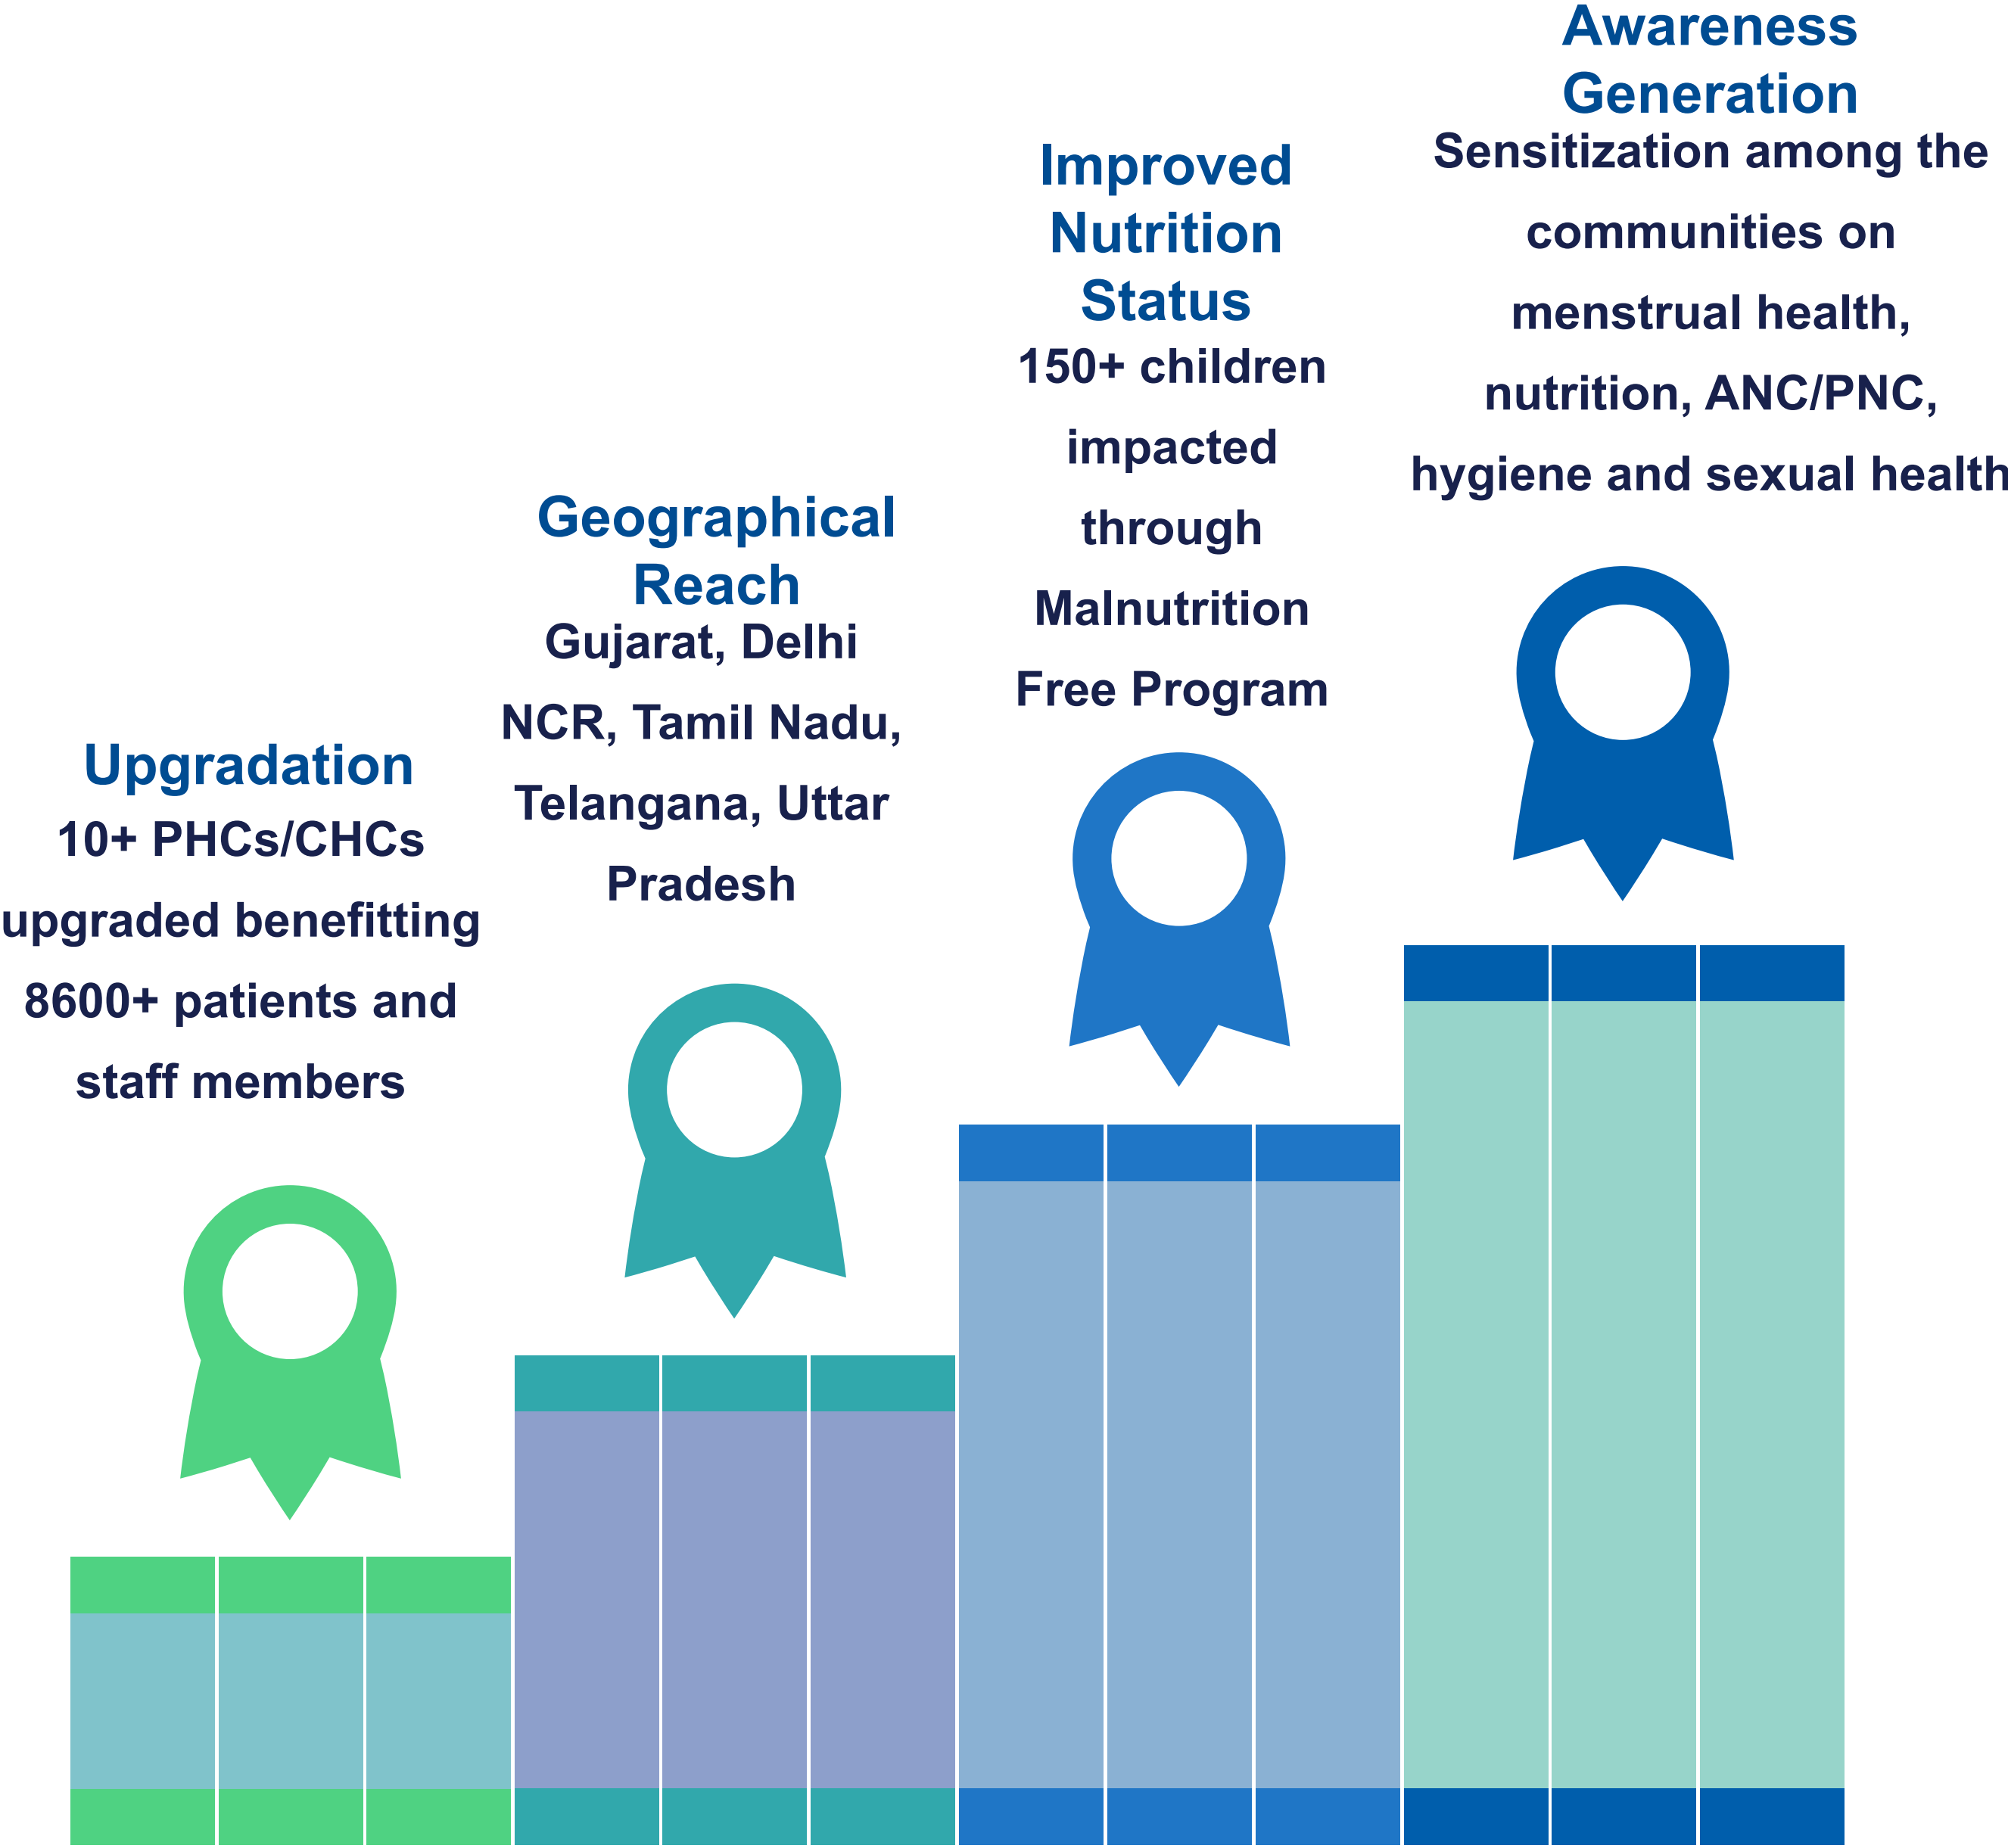 Upgradation
10+ PHCs/CHCs
upgraded benefitting
8600+ patients and
staff members
Geographical
Reach
Gujarat, Delhi
NCR, Tamil Nadu,
Telangana, Uttar
Pradesh
Improved
Nutrition
Status
150+ children
impacted
through
Malnutrition
Free Program
Awareness
Generation
Sensitization among the
communities on
menstrual health,
nutrition, ANC/PNC,
hygiene and sexual health